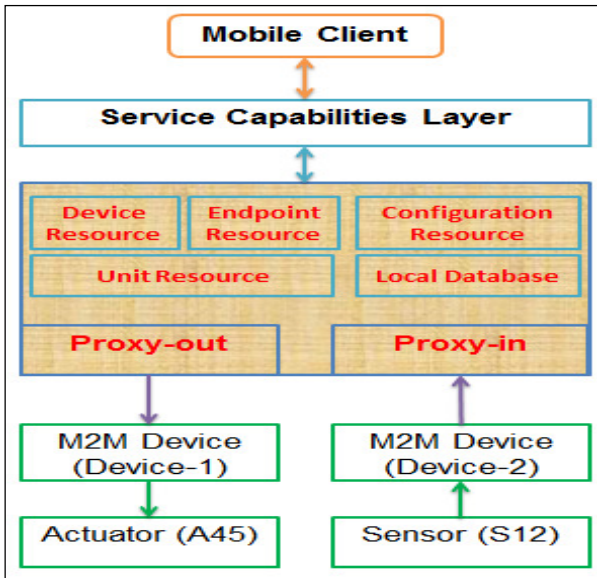 Mobile Client
Service Capabilities Layer
Device
Resource
Endpoint
Resource
Configuration
Resource
Unit Resource
Local Database
Proxy-out
Proxy-in
M2M Device
(Device-1)
M2M Device
(Device-2)
Actuator (A45)
Sensor (S12)